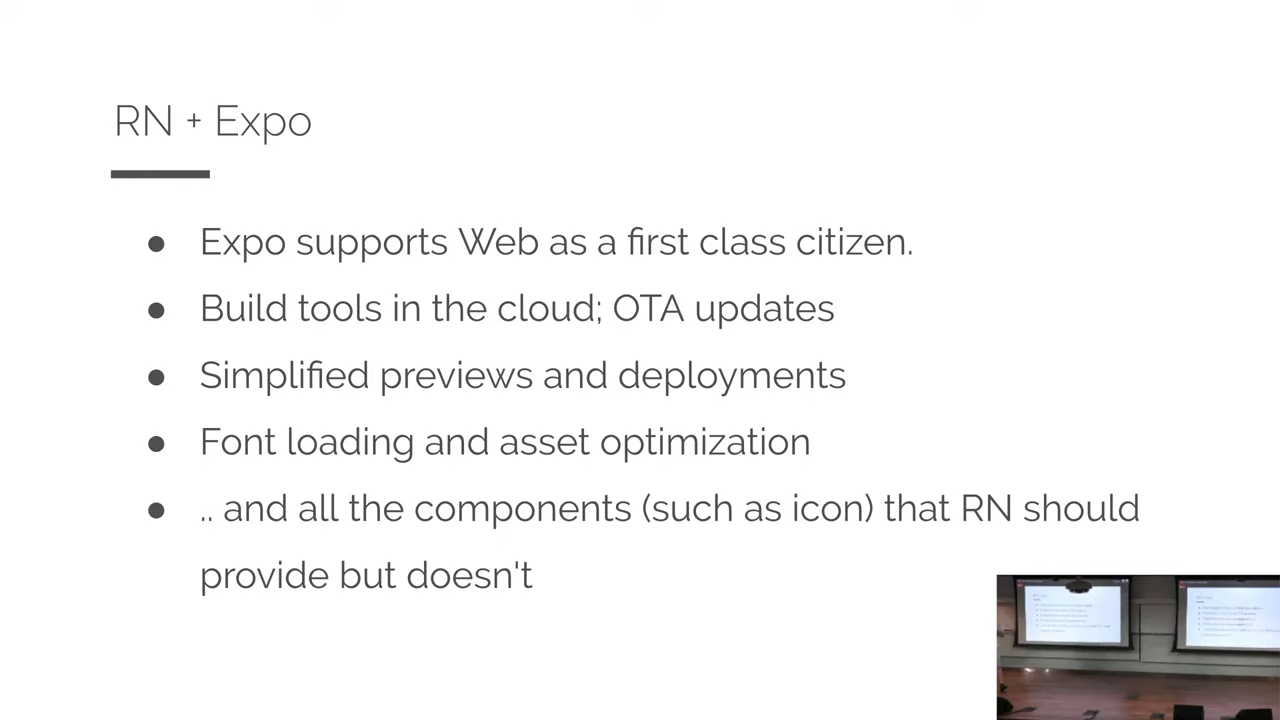 RN + Expo
● Expo supports Web as a first class citizen.
● Build tools in the cloud; OTA updates
● Simplified previews and deployments
● Font loading and asset optimization
● .. and all the components (such as icon) that RN should
provide but doesn't